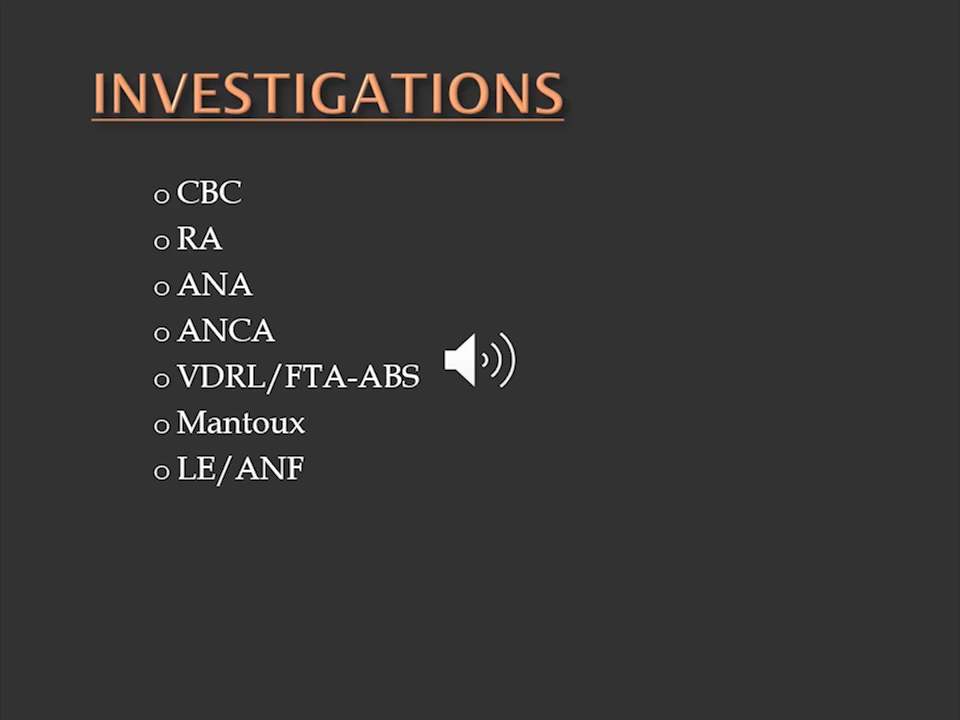 INVESTIGATIONS
o CBC
o RA
o ANA
o ANCA
o VDRL/FTA-ABS
o Mantoux
o LE/ANF